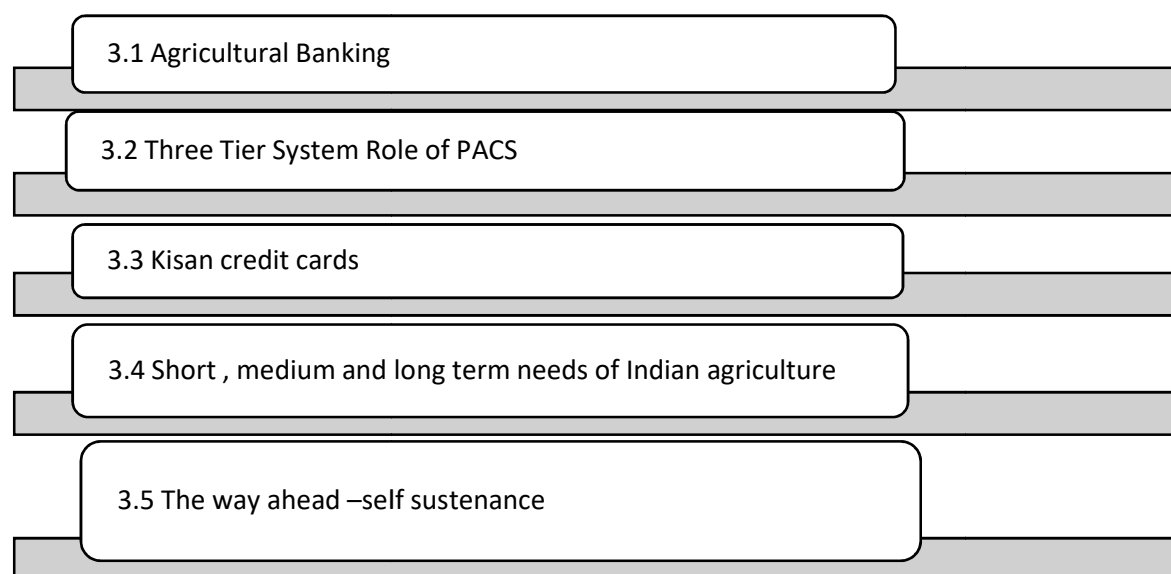 3.1 Agricultural Banking
3.2 Three Tier System Role of PACS
3.3 Kisan credit cards
3.4 Short , medium and long term needs of Indian agriculture
3.5 The way ahead –self sustenance